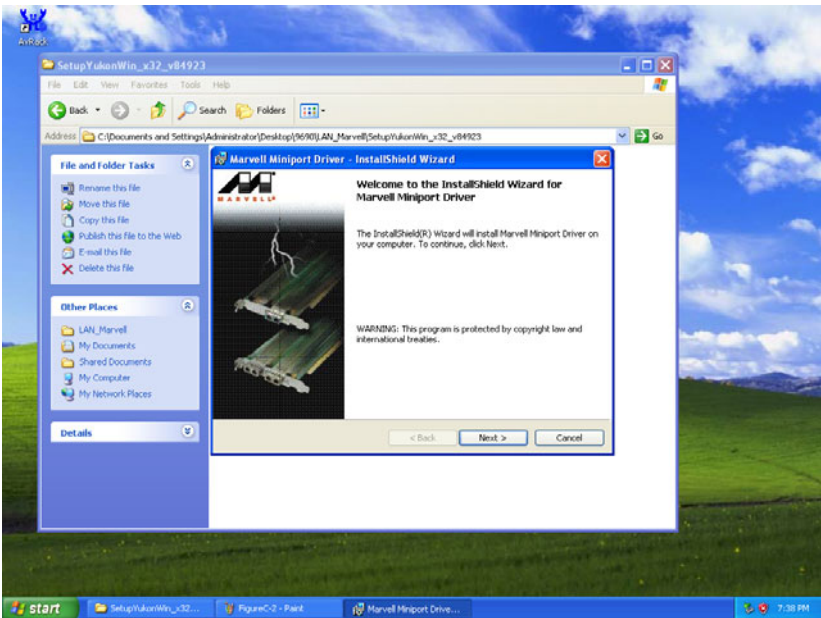 AxRock
SetupYukonWin_x32_v84923
File Edit View Favorites Tools Help
Back Search Folders
Address C:\Documents and Settings\Administrator\Desktop\9690\LAN_Marvell\SetupYukonWin_x32_v84923 Go
File and Folder Tasks
Rename this file
Move this file
Copy this file
Publish this file to the Web
E-mail this file
Delete this file
Other Places
LAN_Marvell
My Documents
Shared Documents
My Computer
My Network Places
Details
Marvell Miniport Driver - InstallShield Wizard
MARVELL®
Welcome to the InstallShield Wizard for
Marvell Miniport Driver
The InstallShield(R) Wizard will install Marvell Miniport Driver on
your computer. To continue, click Next.
WARNING: This program is protected by copyright law and
international treaties.
< Back Next > Cancel
start SetupYukonWin_x32... FigureC-2 - Paint Marvell Miniport Drive... 7:38 PM